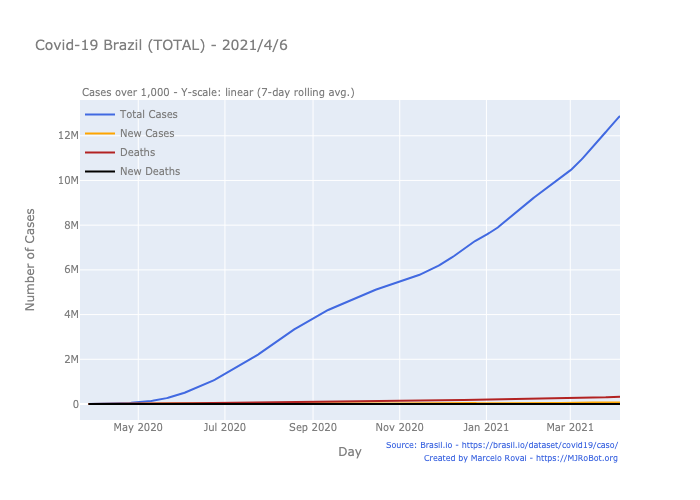 Covid-19 Brazil (TOTAL) - 2021/4/6
Cases over 1,000 - Y-scale: linear (7-day rolling avg.)
Total Cases
New Cases
Deaths
New Deaths
12M
10M
8M
6M
4M
2M
0
Number of Cases
May 2020
Jul 2020
Sep 2020
Nov 2020
Jan 2021
Mar 2021
Day
Source: Brasil.io - https://brasil.io/dataset/covid19/caso/
Created by Marcelo Rovai - https://MJRoBot.org